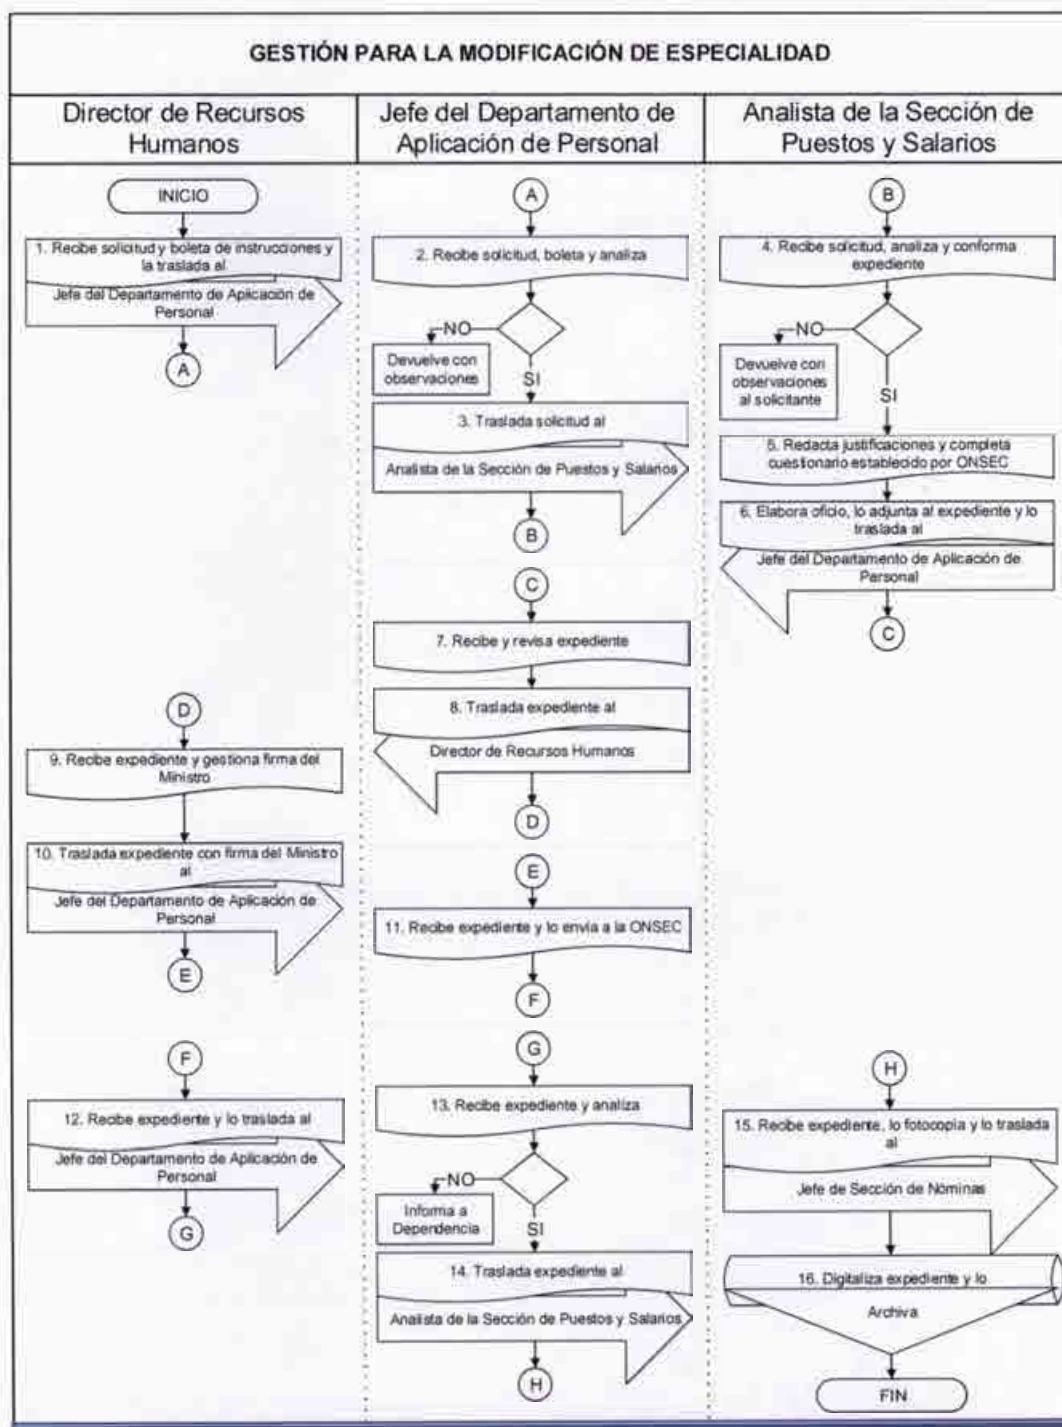 GESTIÓN PARA LA MODIFICACIÓN DE ESPECIALIDAD
Director de Recursos
Humanos
Jefe del Departamento de
Aplicación de Personal
Analista de la Sección de
Puestos y Salarios
INICIO
1. Recibe solicitud y boleta de instrucciones y
la traslada al
Jefe del Departamento de Aplicación de
Personal
A
A
2. Recibe solicitud, boleta y analiza
NO
Devuelve con
observaciones
SI
3. Traslada solicitud al
Analista de la Sección de Puestos y Salarios
B
B
4. Recibe solicitud, analiza y conforma
expediente
NO
Devuelve con
observaciones
al solicitante
SI
5. Redacta justificaciones y completa
cuestionario establecido por ONSEC
6. Elabora oficio, lo adjunta al expediente y lo
traslada al
Jefe del Departamento de Aplicación de
Personal
C
C
7. Recibe y revisa expediente
8. Traslada expediente al
Director de Recursos Humanos
D
D
9. Recibe expediente y gestiona firma del
Ministro
10. Traslada expediente con firma del Ministro
al
Jefe del Departamento de Aplicación de
Personal
E
E
11. Recibe expediente y lo envía a la ONSEC
F
F
12. Recibe expediente y lo traslada al
Jefe del Departamento de Aplicación de
Personal
G
G
13. Recibe expediente y analiza
NO
Informa a
Dependencia
SI
14. Traslada expediente al
Analista de la Sección de Puestos y Salarios
H
H
15. Recibe expediente, lo fotocopia y lo traslada
al
Jefe de Sección de Nóminas
16. Digitaliza expediente y lo
Archiva
FIN